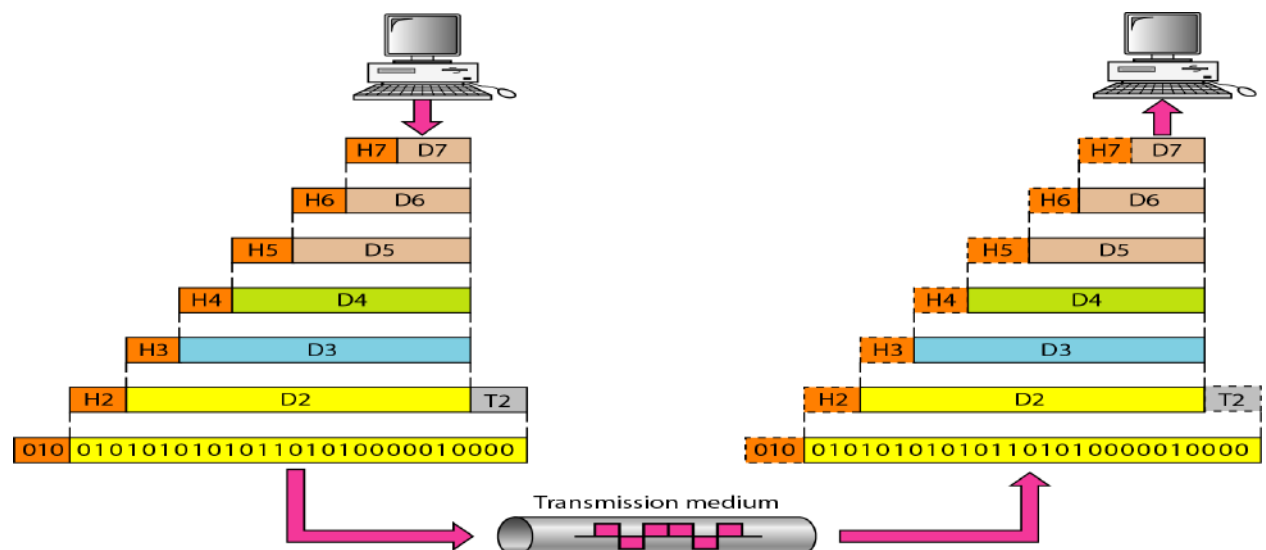 H7 D7 H7 D7
H6 D6 H6 D6
H5 D5 H5 D5
H4 D4 H4 D4
H3 D3 H3 D3
H2 D2 T2 H2 D2 T2
010 010101010101101010000010000 010 010101010101101010000010000
Transmission medium